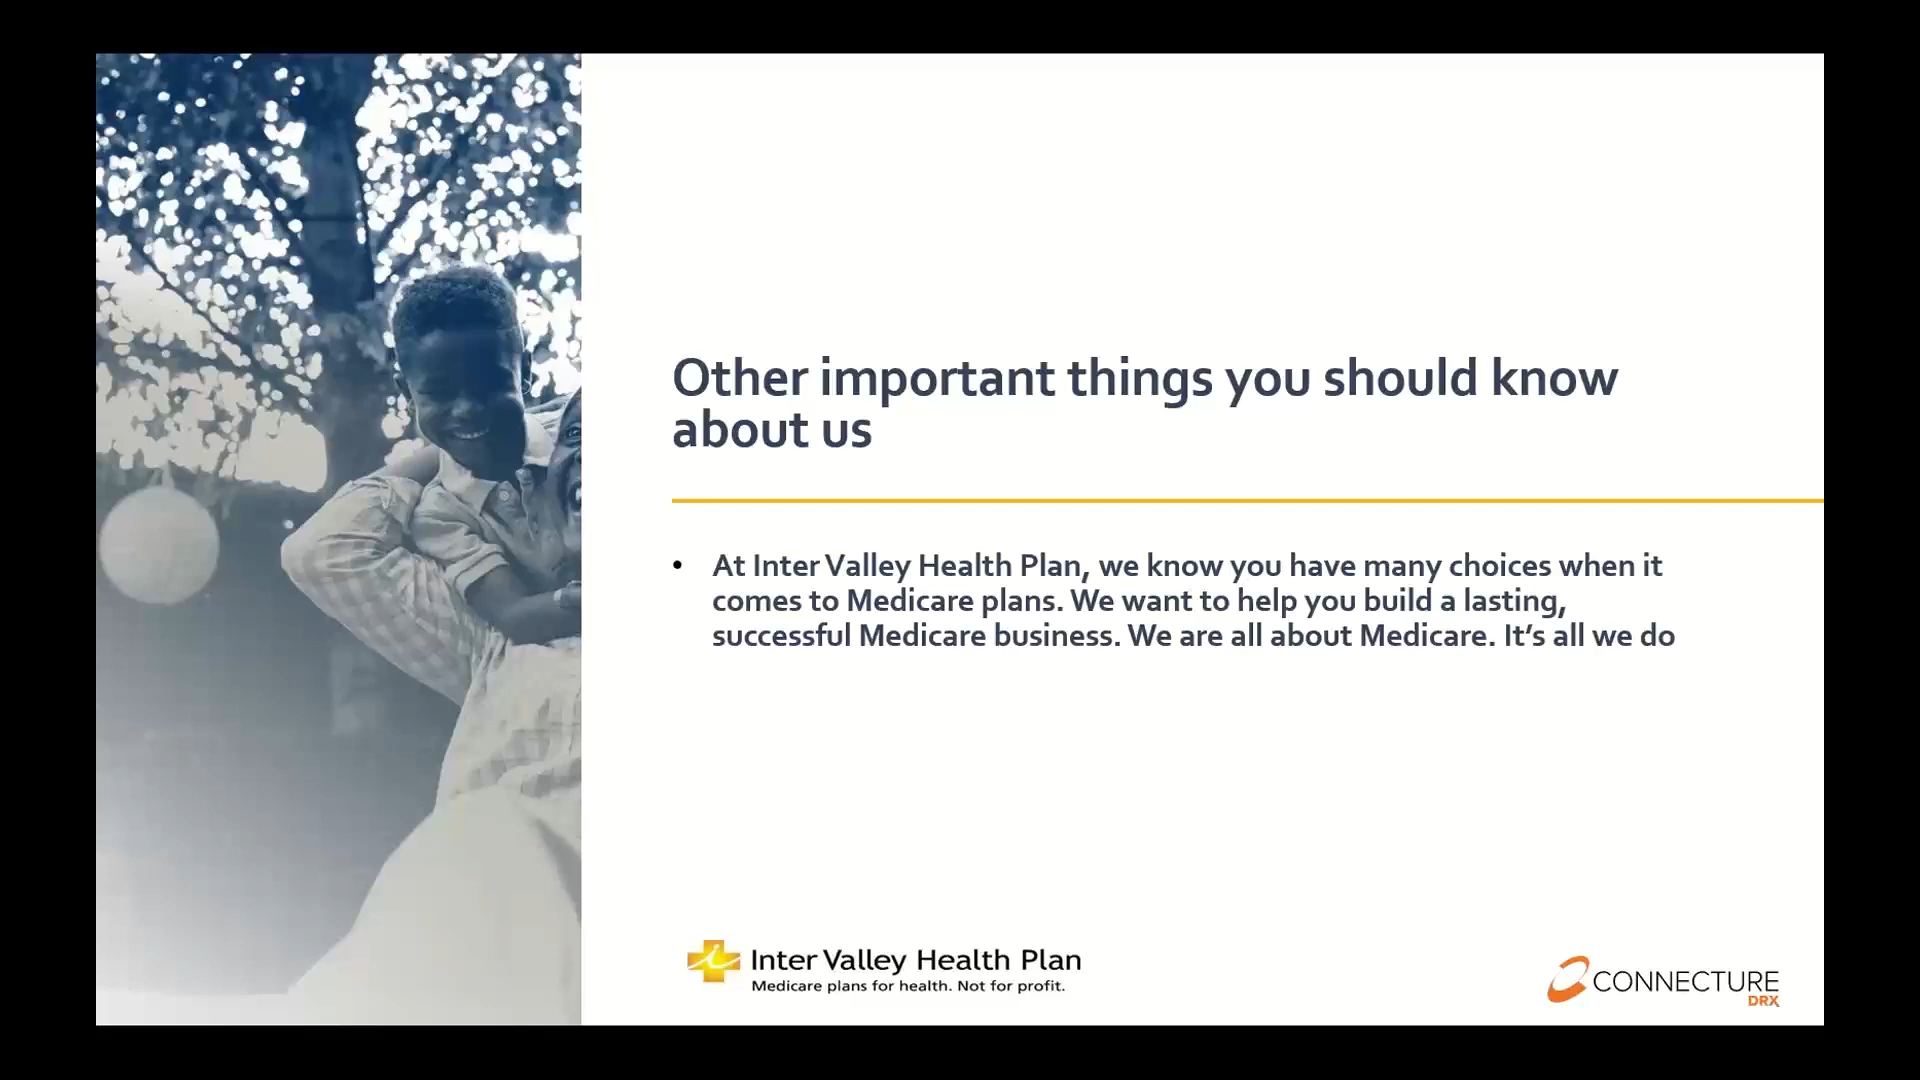 Other important things you should know
about us
• At Inter Valley Health Plan, we know you have many choices when it
comes to Medicare plans. We want to help you build a lasting,
successful Medicare business. We are all about Medicare. It’s all we do
Inter Valley Health Plan
Medicare plans for health. Not for profit.
CONNECTURE
DRX